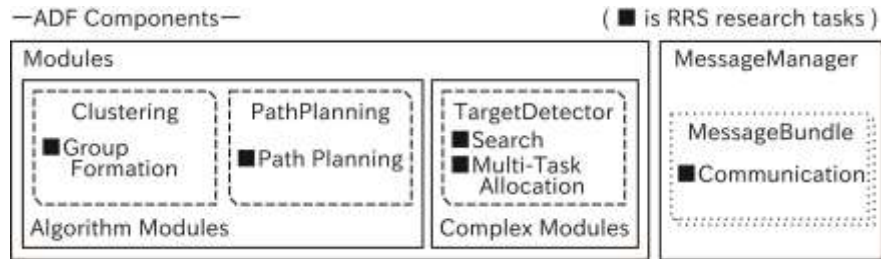 —ADF Components—
( ■ is RRS research tasks )
Modules
Clustering
■Group
Formation
PathPlanning
■Path Planning
Algorithm Modules
TargetDetector
■Search
■Multi-Task
Allocation
Complex Modules
MessageManager
MessageBundle
■Communication